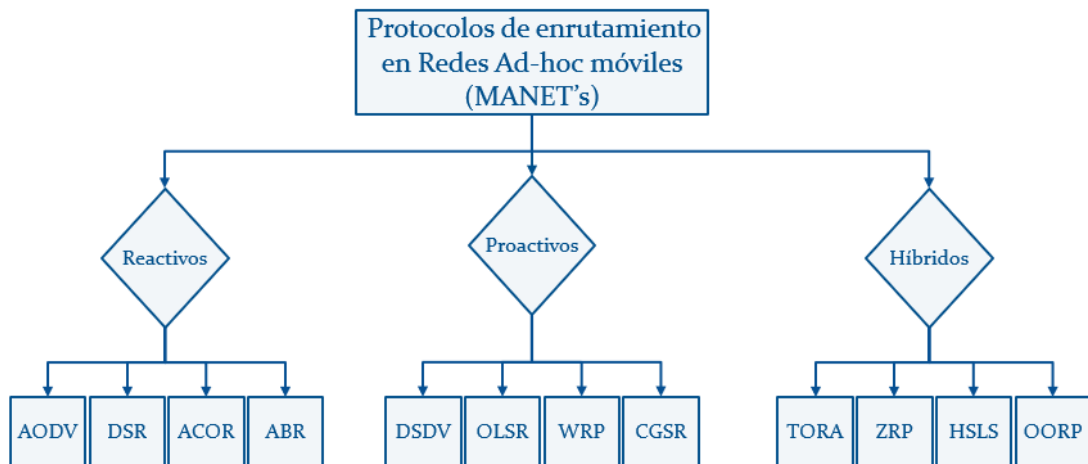 Protocolos de enrutamiento
en Redes Ad-hoc móviles
(MANET's)
Reactivos
Proactivos
Híbridos
AODV
DSR
ACOR
ABR
DSDV
OLSR
WRP
CGSR
TORA
ZRP
HSLS
OORP